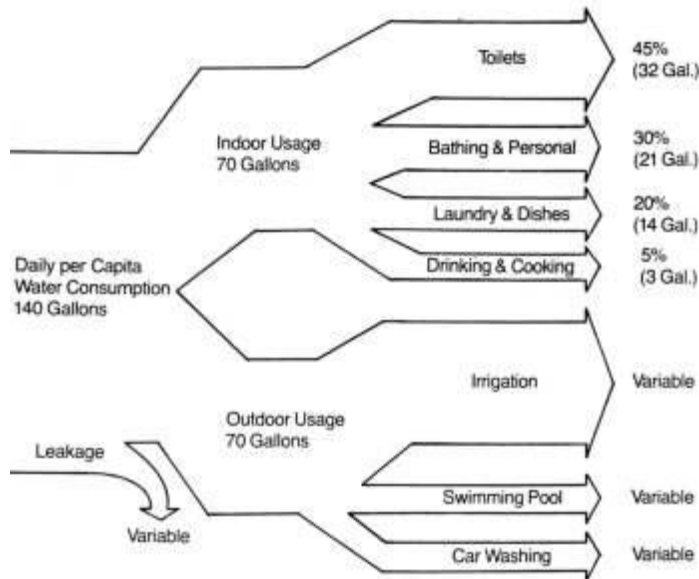 Toilets
45%
(32 Gal.)
Indoor Usage
70 Gallons
Bathing & Personal
30%
(21 Gal.)
Laundry & Dishes
20%
(14 Gal.)
Drinking & Cooking
5%
(3 Gal.)
Daily per Capita
Water Consumption
140 Gallons
Irrigation
Variable
Outdoor Usage
70 Gallons
Leakage
Variable
Swimming Pool
Variable
Car Washing
Variable